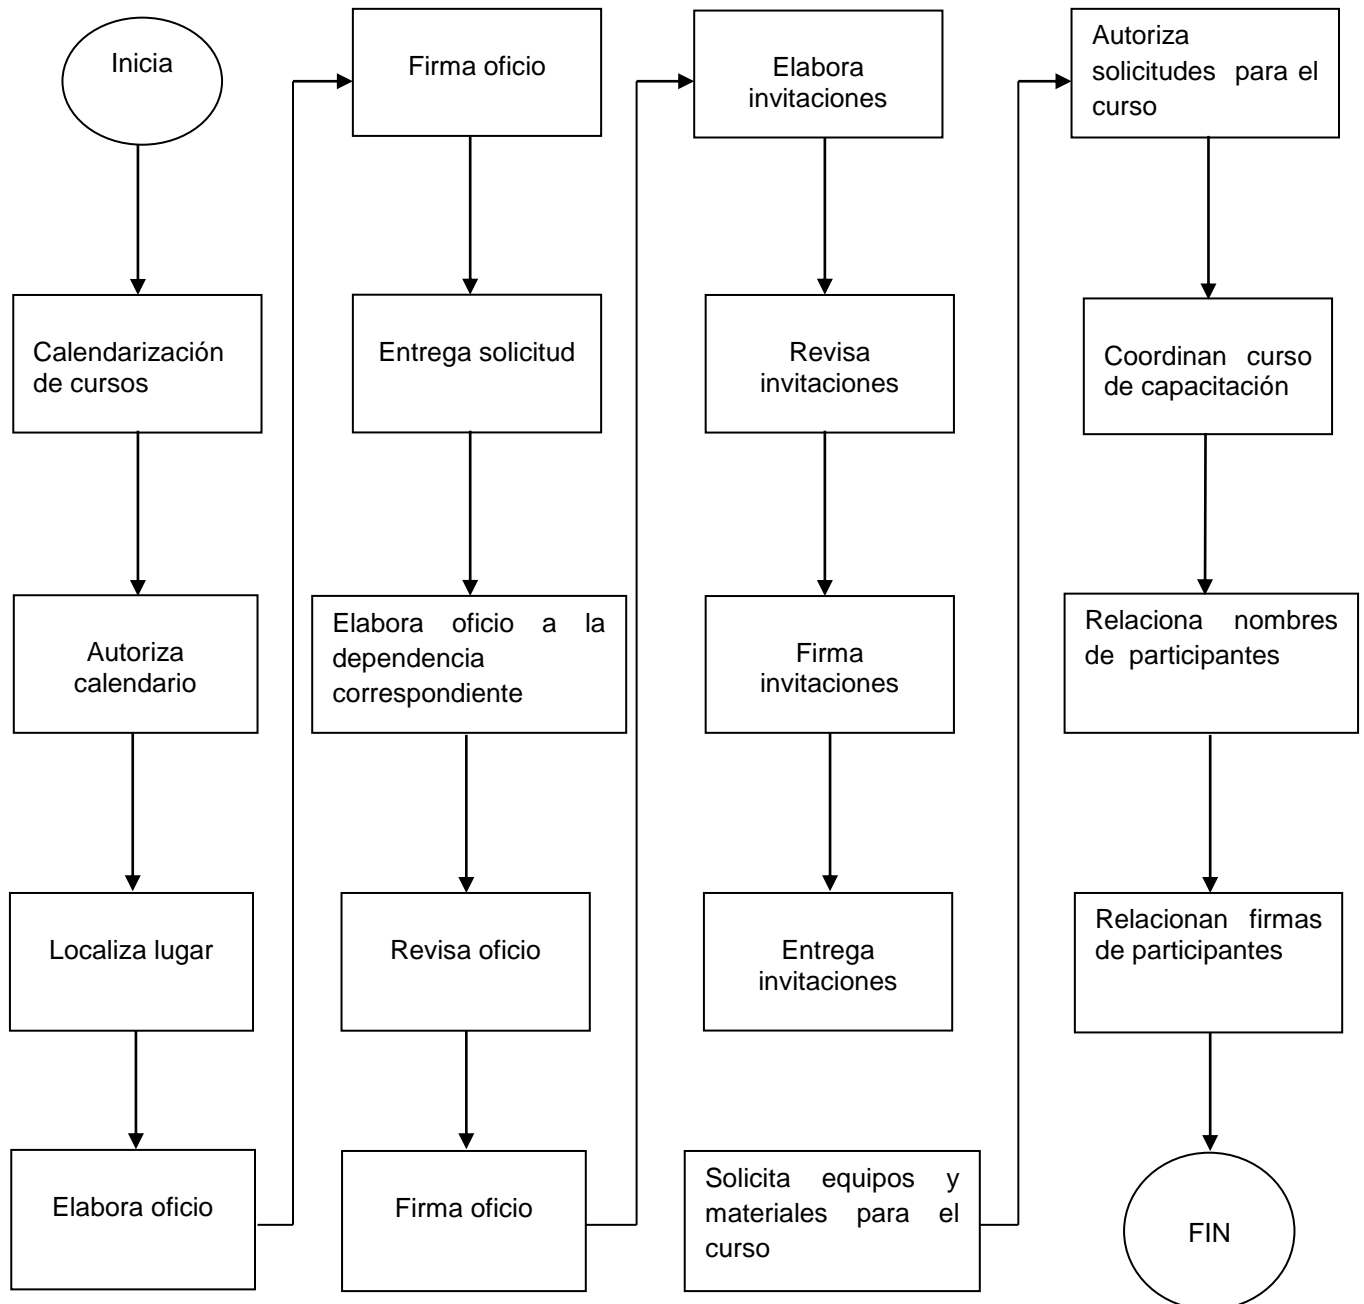 Inicia
Calendarización
de cursos
Autoriza
calendario
Localiza lugar
Elabora oficio
Firma oficio
Entrega solicitud
Elabora oficio a la
dependencia
correspondiente
Revisa oficio
Firma oficio
Elabora
invitaciones
Revisa
invitaciones
Firma
invitaciones
Entrega
invitaciones
Solicita equipos y
materiales para el
curso
Autoriza
solicitudes para el
curso
Coordinan curso
de capacitación
Relaciona nombres
de participantes
Relacionan firmas
de participantes
FIN